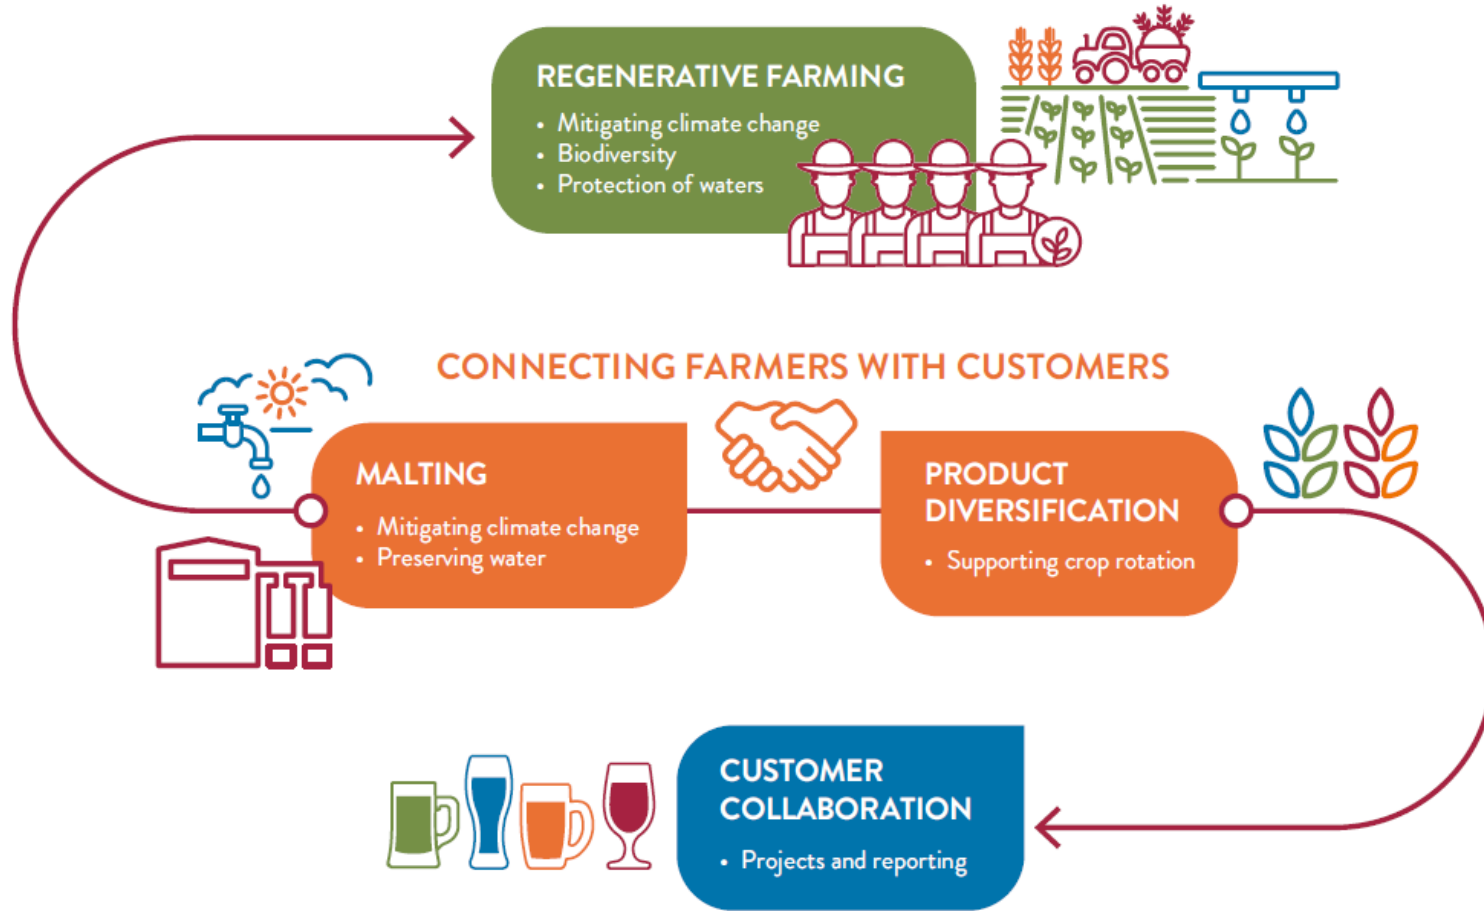 REGENERATIVE FARMING
• Mitigating climate change
• Biodiversity
• Protection of waters
CONNECTING FARMERS WITH CUSTOMERS
MALTING
• Mitigating climate change
• Preserving water
PRODUCT
DIVERSIFICATION
• Supporting crop rotation
CUSTOMER
COLLABORATION
• Projects and reporting